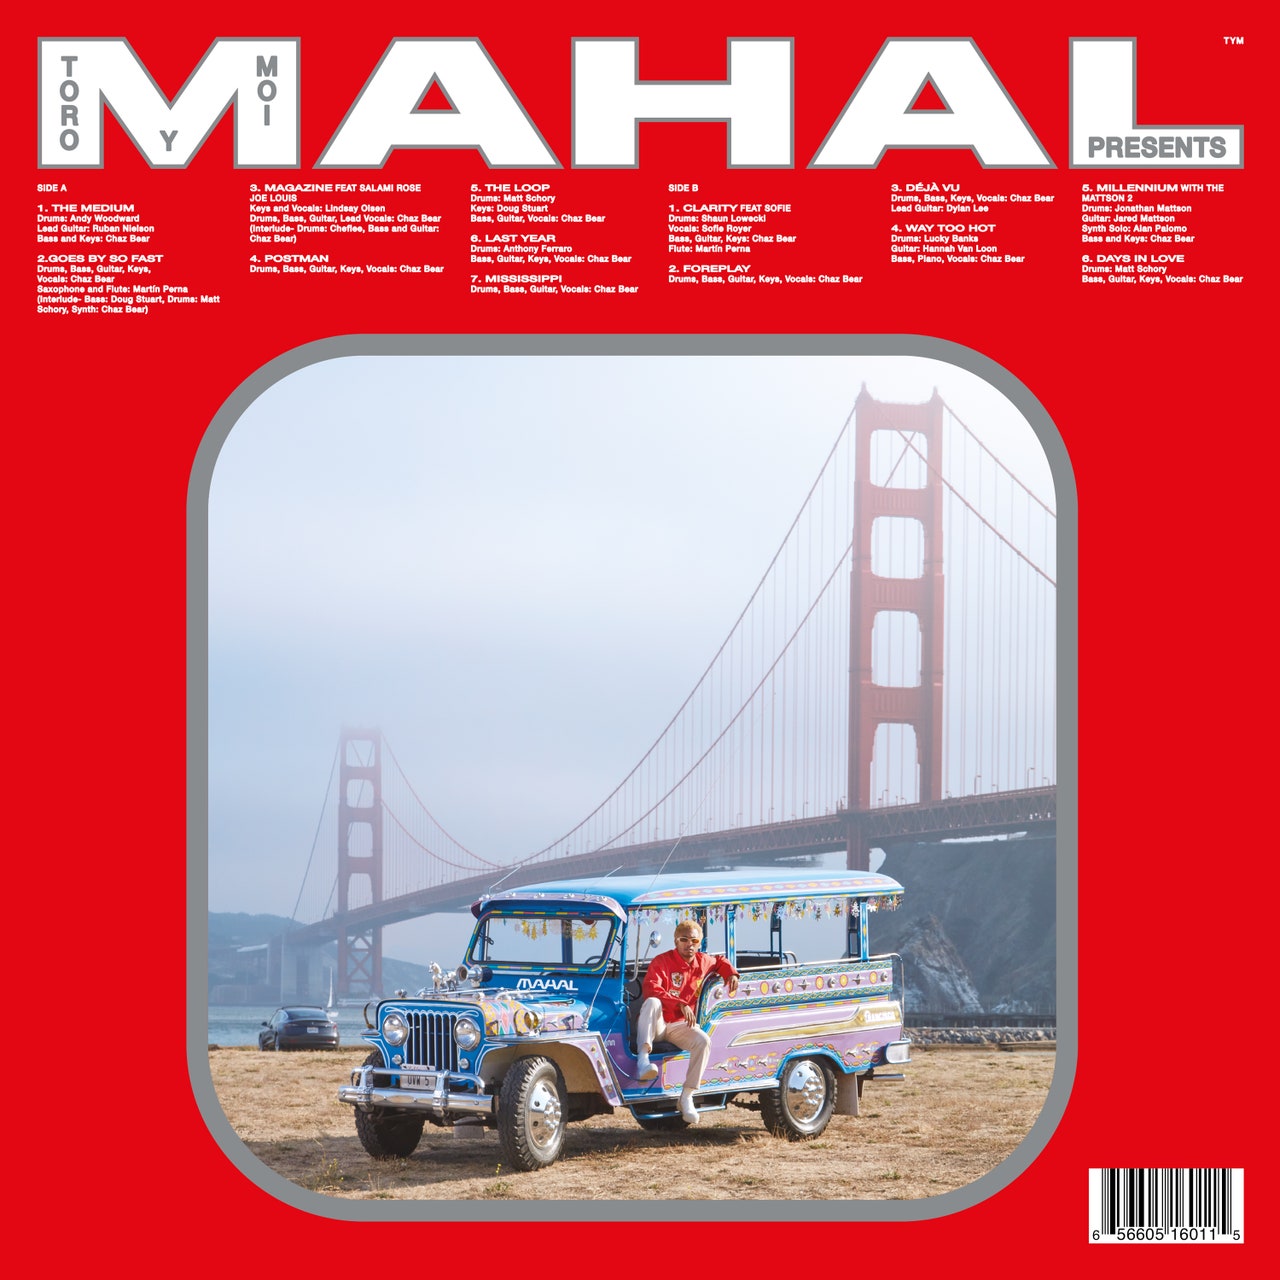 TORO Y MOI
MAHAL
PRESENTS
TYM
SIDE A
1. THE MEDIUM
Drums: Andy Woodward
Lead Guitar: Ruban Nielson
Bass and Keys: Chaz Bear
2.GOES BY SO FAST
Drums, Bass, Guitar, Keys,
Vocals: Chaz Bear
Saxophone and Flute: Martín Perna
(Interlude- Bass: Doug Stuart, Drums: Matt
Schory, Synth: Chaz Bear)
3. MAGAZINE FEAT SALAMI ROSE
JOE LOUIS
Keys and Vocals: Lindsay Olsen
Drums, Bass, Guitar, Lead Vocals: Chaz Bear
(Interlude- Drums: Cheflee, Bass and Guitar:
Chaz Bear)
4. POSTMAN
Drums, Bass, Guitar, Keys, Vocals: Chaz Bear
5. THE LOOP
Drums: Matt Schory
Keys: Doug Stuart
Bass, Guitar, Vocals: Chaz Bear
6. LAST YEAR
Drums: Anthony Ferraro
Bass, Guitar, Keys, Vocals: Chaz Bear
7. MISSISSIPPI
Drums, Bass, Guitar, Vocals: Chaz Bear
SIDE B
1. CLARITY FEAT SOFIE
Drums: Shaun Lowecki
Vocals: Sofie Royer
Bass, Guitar, Keys: Chaz Bear
Flute: Martín Perna
2. FOREPLAY
Drums, Bass, Guitar, Keys, Vocals: Chaz Bear
3. DÉJÀ VU
Drums, Bass, Keys, Vocals: Chaz Bear
Lead Guitar: Dylan Lee
4. WAY TOO HOT
Drums: Lucky Banks
Guitar: Hannah Van Loon
Bass, Piano, Vocals: Chaz Bear
5. MILLENNIUM WITH THE
MATTSON 2
Drums: Jonathan Mattson
Guitar: Jared Mattson
Synth Solo: Alan Palomo
Bass and Keys: Chaz Bear
6. DAYS IN LOVE
Drums: Matt Schory
Bass, Guitar, Keys, Vocals: Chaz Bear
MAHAL
6 56605 16011 5